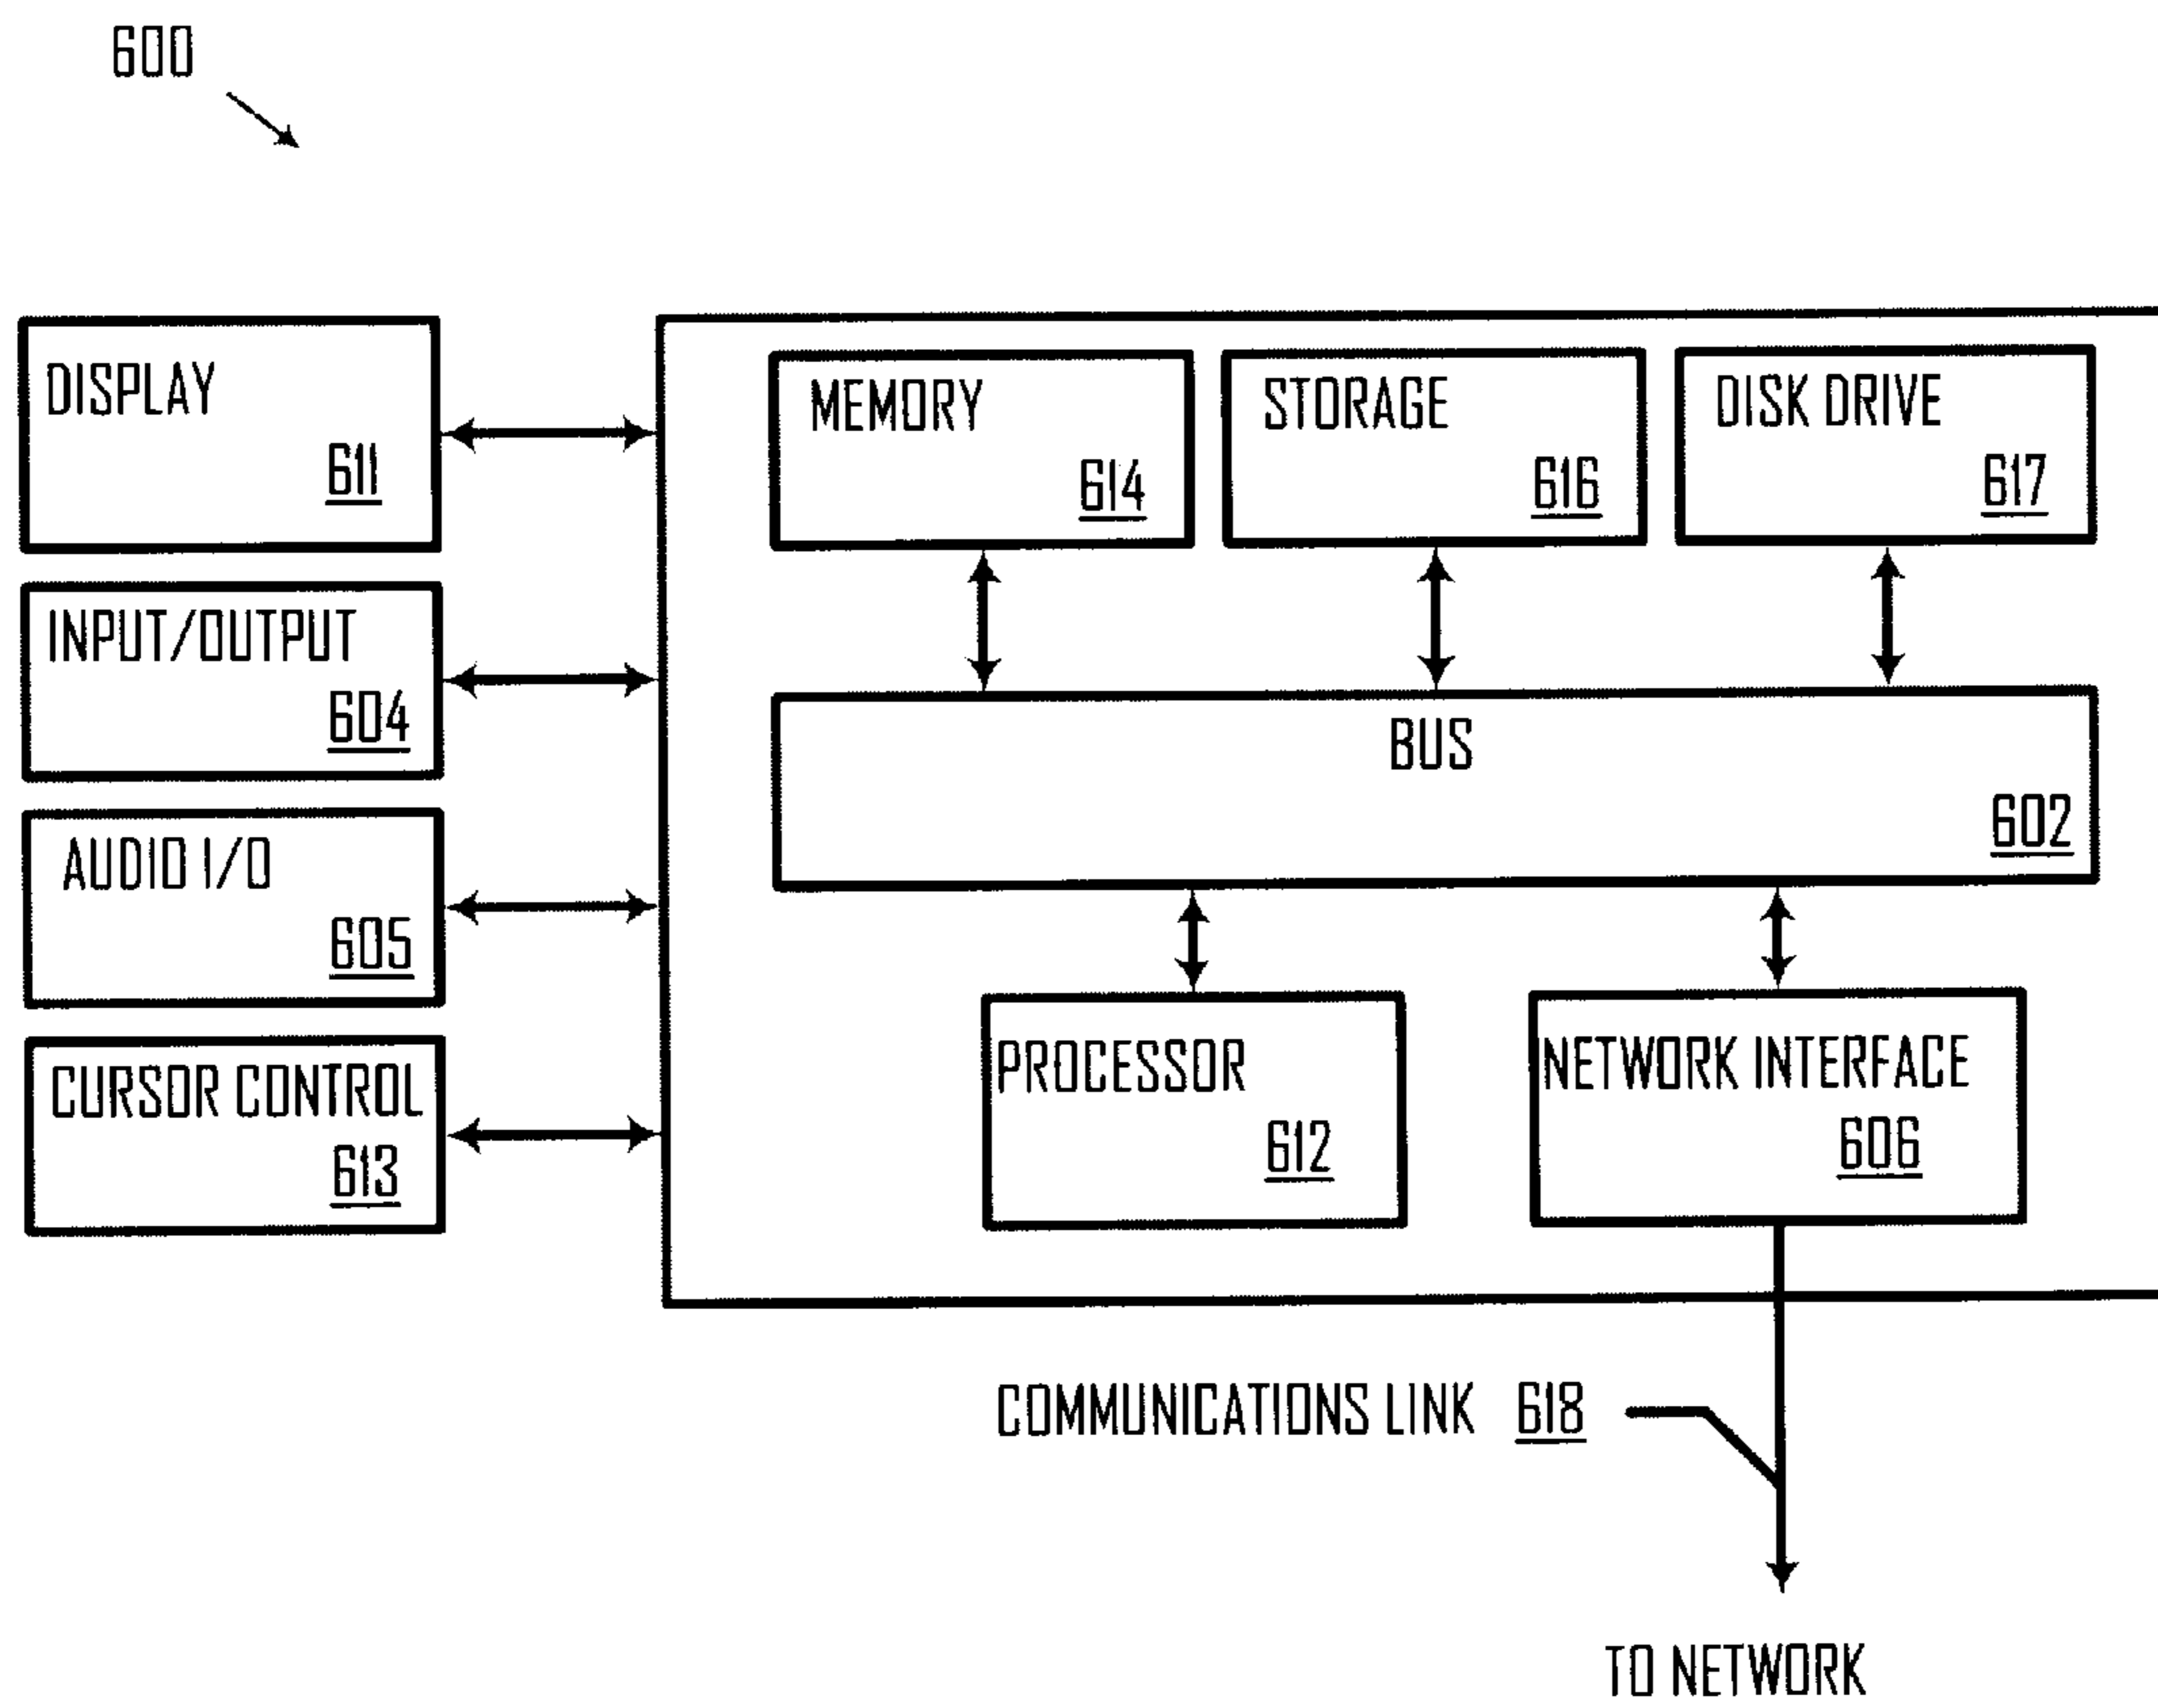 600
DISPLAY
611
INPUT/OUTPUT
604
AUDIO I/O
605
CURSOR CONTROL
613
MEMORY
614
STORAGE
616
DISK DRIVE
617
BUS
602
PROCESSOR
612
NETWORK INTERFACE
606
COMMUNICATIONS LINK 618
TO NETWORK